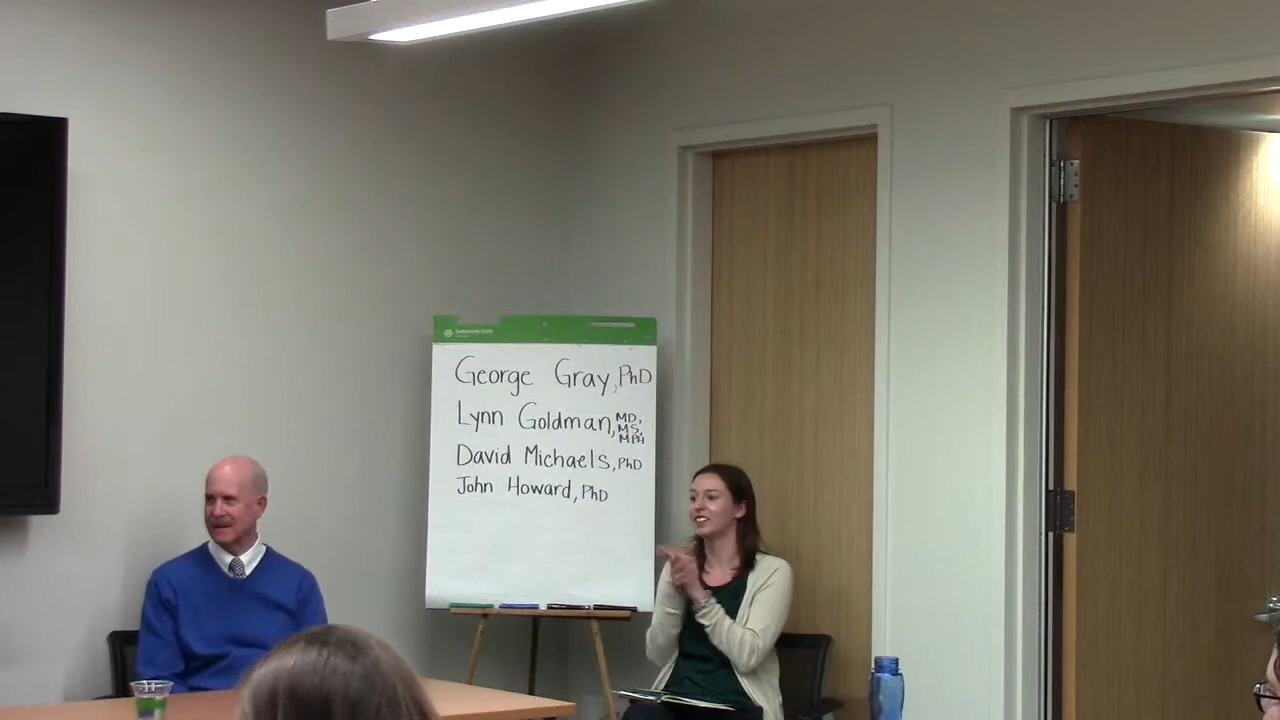 George Gray, PhD
Lynn Goldman, MD,
MS,
MPH
David Michaels, PhD
John Howard, PhD